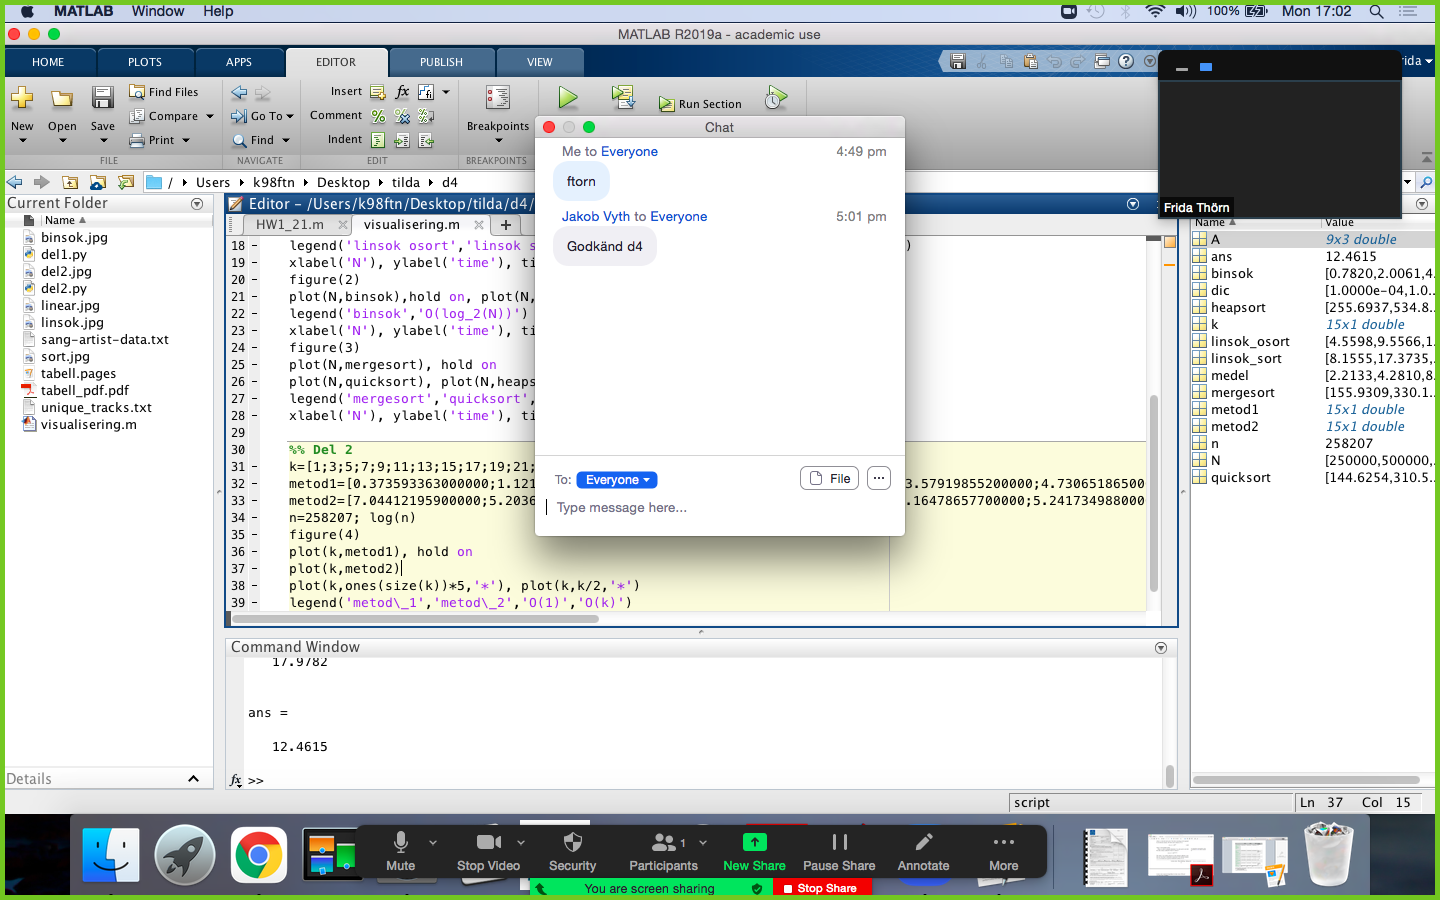 MATLAB Window Help
100% Mon 17:02
MATLAB R2019a - academic use
HOME PLOTS APPS EDITOR PUBLISH VIEW
rida
New Open Save
Find Files
Compare
Print
FILE
Go To
Find
NAVIGATE
Insert fx
Comment
Indent
EDIT
Breakpoints
BREAKPOINTS
Run Section
/ Users k98ftn Desktop tilda d4
Current Folder
Name
binsok.jpg
del1.py
del2.jpg
del2.py
linear.jpg
linsok.jpg
sang-artist-data.txt
sort.jpg
tabell.pages
tabell_pdf.pdf
unique_tracks.txt
visualisering.m
Details
Editor - /Users/k98ftn/Desktop/tilda/d4/
HW1_21.m visualisering.m +
18 - legend('linsok osort','linsok s )
19 - xlabel('N'), ylabel('time'), ti
20 - figure(2)
21 - plot(N,binsok),hold on, plot(N,
22 - legend('binsok','O(log_2(N))')
23 - xlabel('N'), ylabel('time'), ti
24 - figure(3)
25 - plot(N,mergesort), hold on
26 - plot(N,quicksort), plot(N,heaps
27 - legend('mergesort','quicksort',
28 - xlabel('N'), ylabel('time'), ti
29
30 %% Del 2
31 - k=[1;3;5;7;9;11;13;15;17;19;21;
32 - metod1=[0.373593363000000;1.121 3.57919855200000;4.73065186500
33 - metod2=[7.04412195900000;5.2036 .16478657700000;5.241734988000
34 - n=258207; log(n)
35 - figure(4)
36 - plot(k,metod1), hold on
37 - plot(k,metod2)
38 - plot(k,ones(size(k))*5,'*'), plot(k,k/2,'*')
39 - legend('metod\_1','metod\_2','O(1)','O(k)')
Chat
Me to Everyone 4:49 pm
ftorn
Jakob Vyth to Everyone 5:01 pm
Godkänd d4
To: Everyone File ...
Type message here...
Frida Thörn
Name Value
A 9x3 double
ans 12.4615
binsok [0.7820,2.0061,4...
dic [1.0000e-04,1.0...
heapsort [255.6937,534.8...
k 15x1 double
linsok_osort [4.5598,9.5566,1...
linsok_sort [8.1555,17.3735,...
medel [2.2133,4.2810,8...
mergesort [155.9309,330.1...
metod1 15x1 double
metod2 15x1 double
n 258207
N [250000,500000,...
quicksort [144.6254,310.5...
Command Window
17.9782
ans =
12.4615
fx >>
script Ln 37 Col 15
Mute Stop Video Security Participants 1 New Share Pause Share Annotate More
You are screen sharing Stop Share